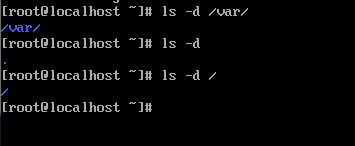 [root@localhost ~]# ls -d /var/
/var/
[root@localhost ~]# ls -d
.
[root@localhost ~]# ls -d /
/
[root@localhost ~]#